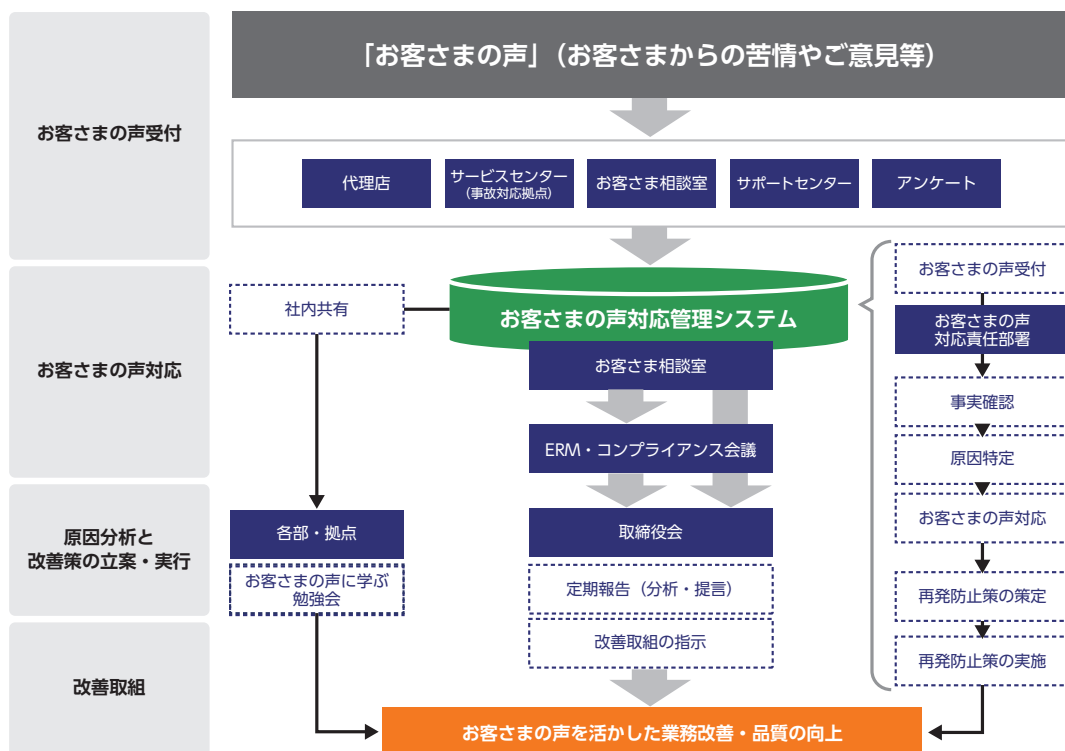 「お客さまの声」（お客さまからの苦情やご意見等）
お客さまの声受付
代理店
サービスセンター
（事故対応拠点）
お客さま相談室
サポートセンター
アンケート
お客さまの声対応
社内共有
お客さまの声対応管理システム
お客さま相談室
ERM・コンプライアンス会議
原因分析と
改善策の立案・実行
各部・拠点
お客さまの声に学ぶ
勉強会
取締役会
定期報告（分析・提言）
改善取組の指示
お客さまの声受付
お客さまの声
対応責任部署
事実確認
原因特定
お客さまの声対応
再発防止策の策定
再発防止策の実施
改善取組
お客さまの声を活かした業務改善・品質の向上